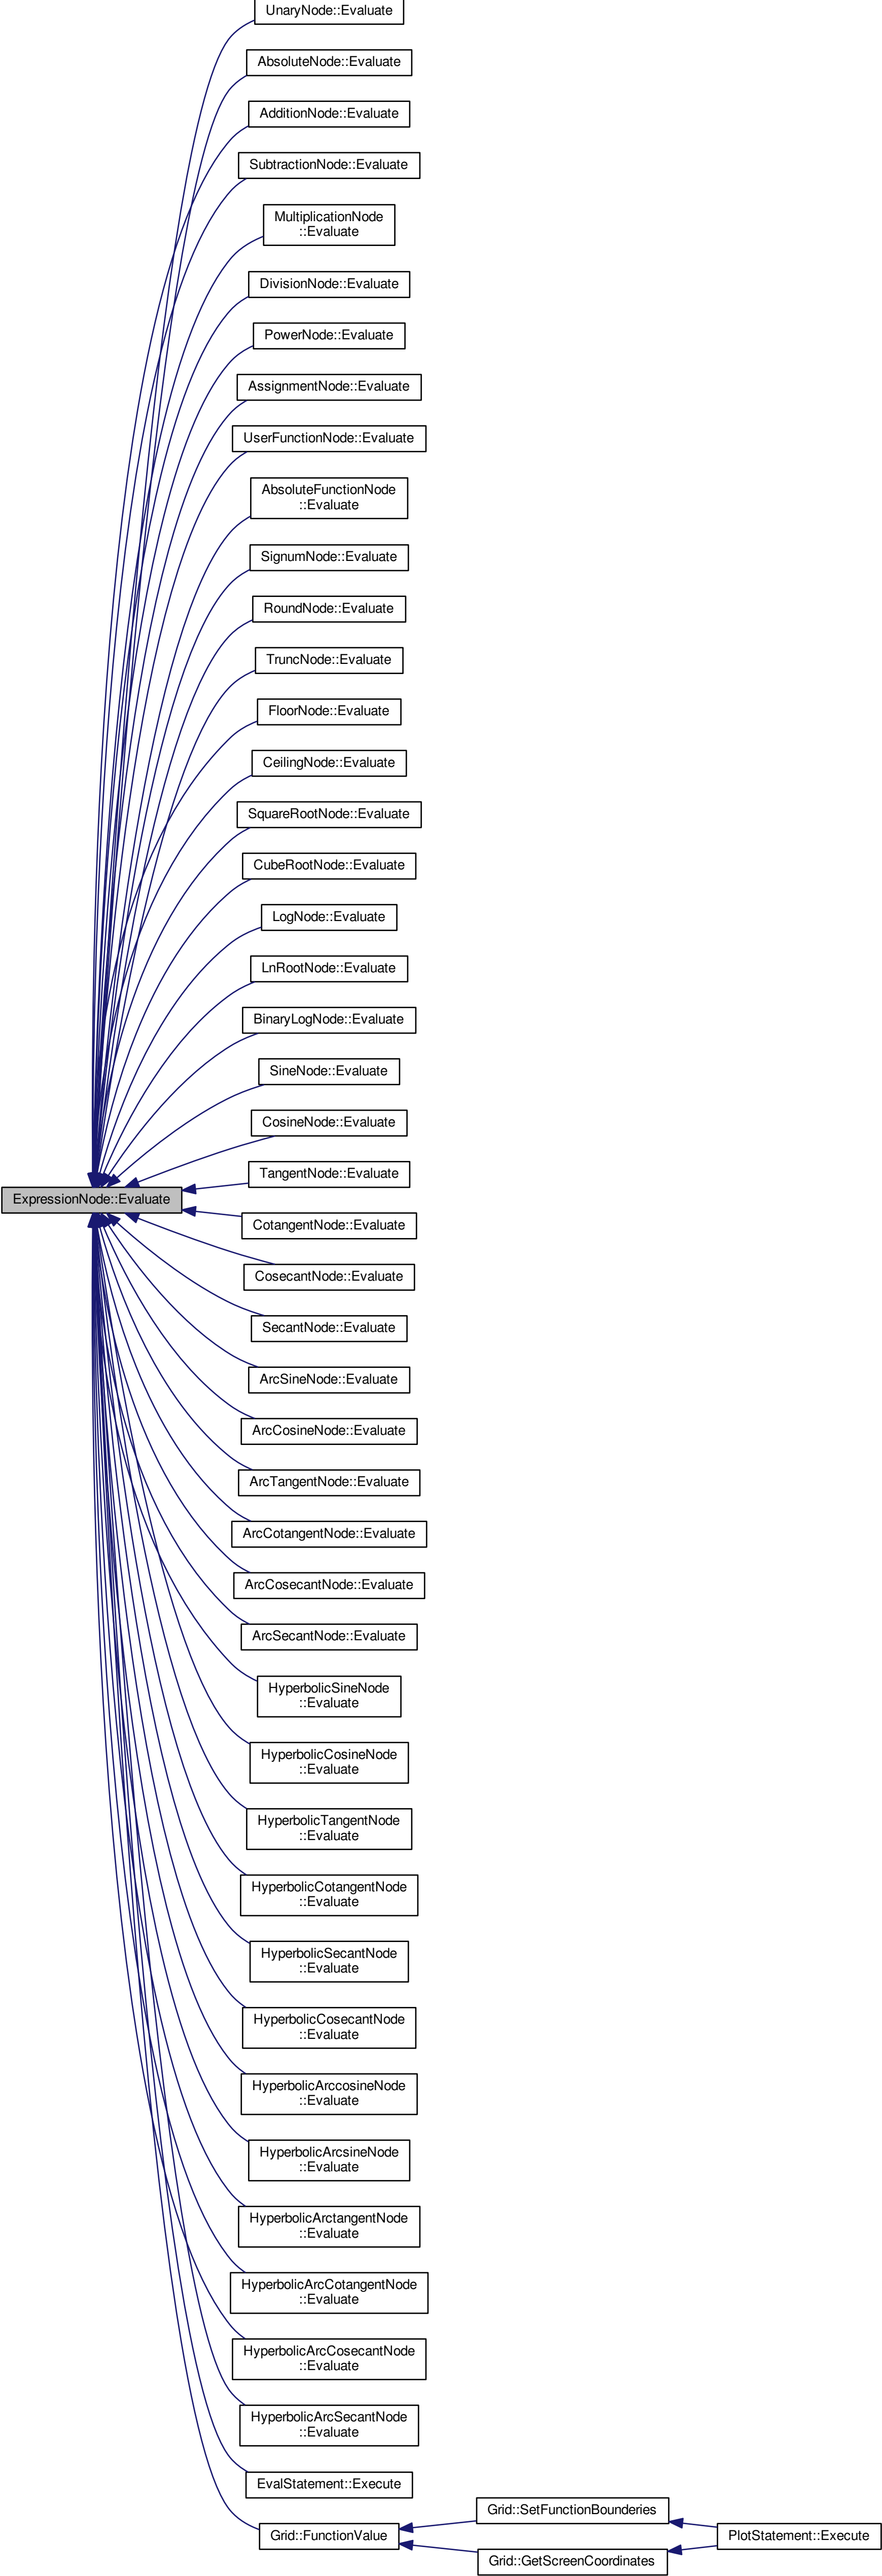 UnaryNode::Evaluate
AbsoluteNode::Evaluate
AdditionNode::Evaluate
SubtractionNode::Evaluate
MultiplicationNode
::Evaluate
DivisionNode::Evaluate
PowerNode::Evaluate
AssignmentNode::Evaluate
UserFunctionNode::Evaluate
AbsoluteFunctionNode
::Evaluate
SignumNode::Evaluate
RoundNode::Evaluate
TruncNode::Evaluate
FloorNode::Evaluate
CeilingNode::Evaluate
SquareRootNode::Evaluate
CubeRootNode::Evaluate
LogNode::Evaluate
LnRootNode::Evaluate
BinaryLogNode::Evaluate
SineNode::Evaluate
CosineNode::Evaluate
TangentNode::Evaluate
ExpressionNode::Evaluate
CotangentNode::Evaluate
CosecantNode::Evaluate
SecantNode::Evaluate
ArcSineNode::Evaluate
ArcCosineNode::Evaluate
ArcTangentNode::Evaluate
ArcCotangentNode::Evaluate
ArcCosecantNode::Evaluate
ArcSecantNode::Evaluate
HyperbolicSineNode
::Evaluate
HyperbolicCosineNode
::Evaluate
HyperbolicTangentNode
::Evaluate
HyperbolicCotangentNode
::Evaluate
HyperbolicSecantNode
::Evaluate
HyperbolicCosecantNode
::Evaluate
HyperbolicArccosineNode
::Evaluate
HyperbolicArcsineNode
::Evaluate
HyperbolicArctangentNode
::Evaluate
HyperbolicArcCotangentNode
::Evaluate
HyperbolicArcCosecantNode
::Evaluate
HyperbolicArcSecantNode
::Evaluate
EvalStatement::Execute
Grid::FunctionValue
Grid::SetFunctionBounderies
PlotStatement::Execute
Grid::GetScreenCoordinates